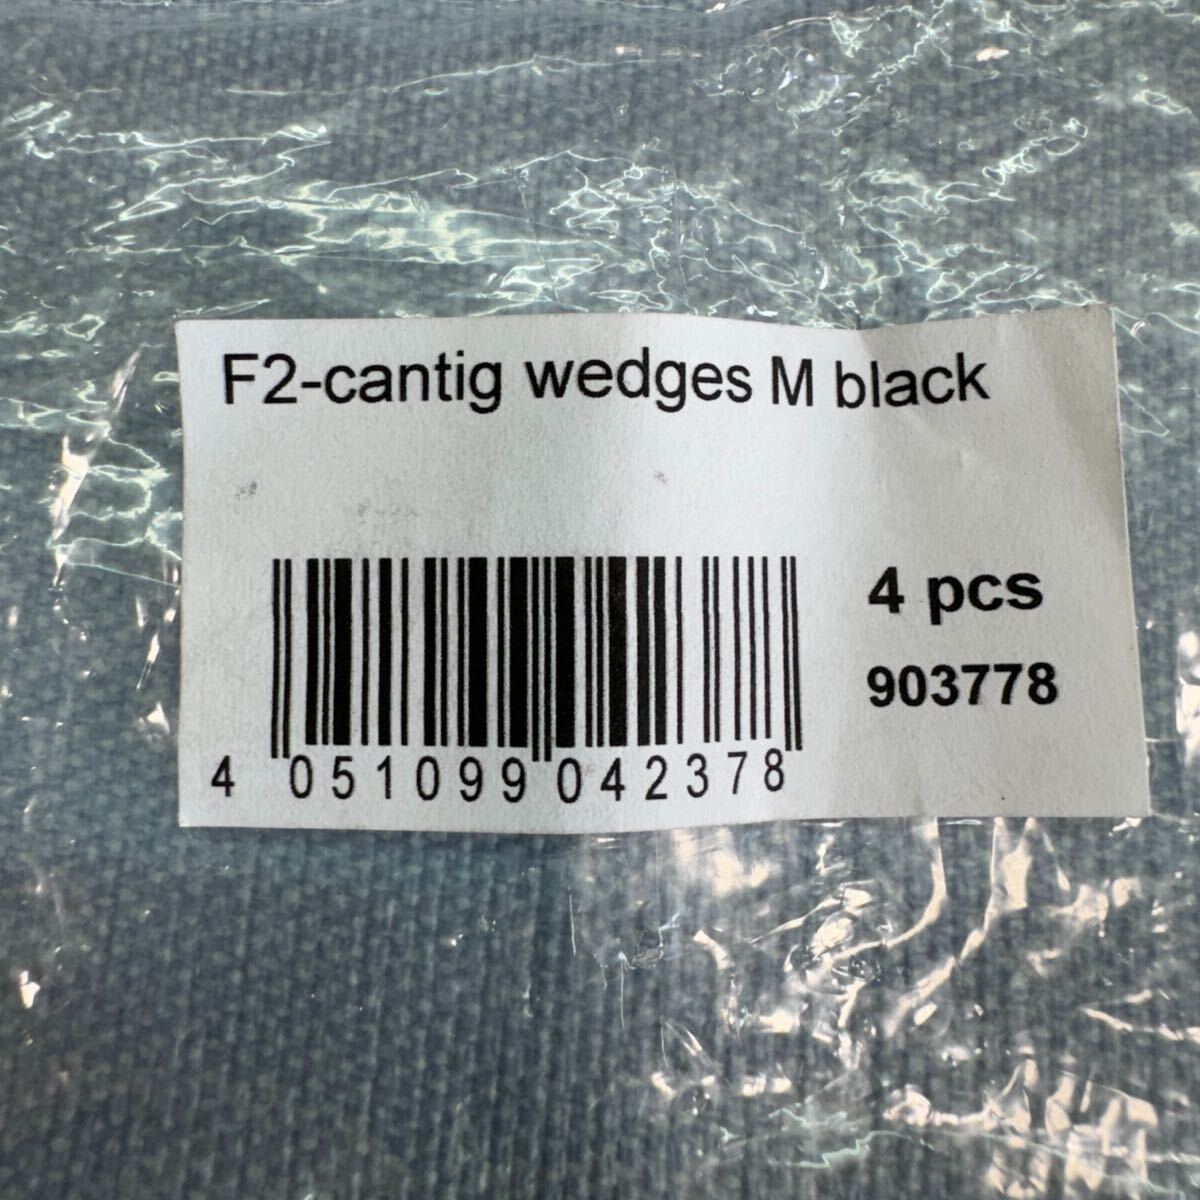 F2-cantig wedges M black
4 pcs
903778
4 051099 042378